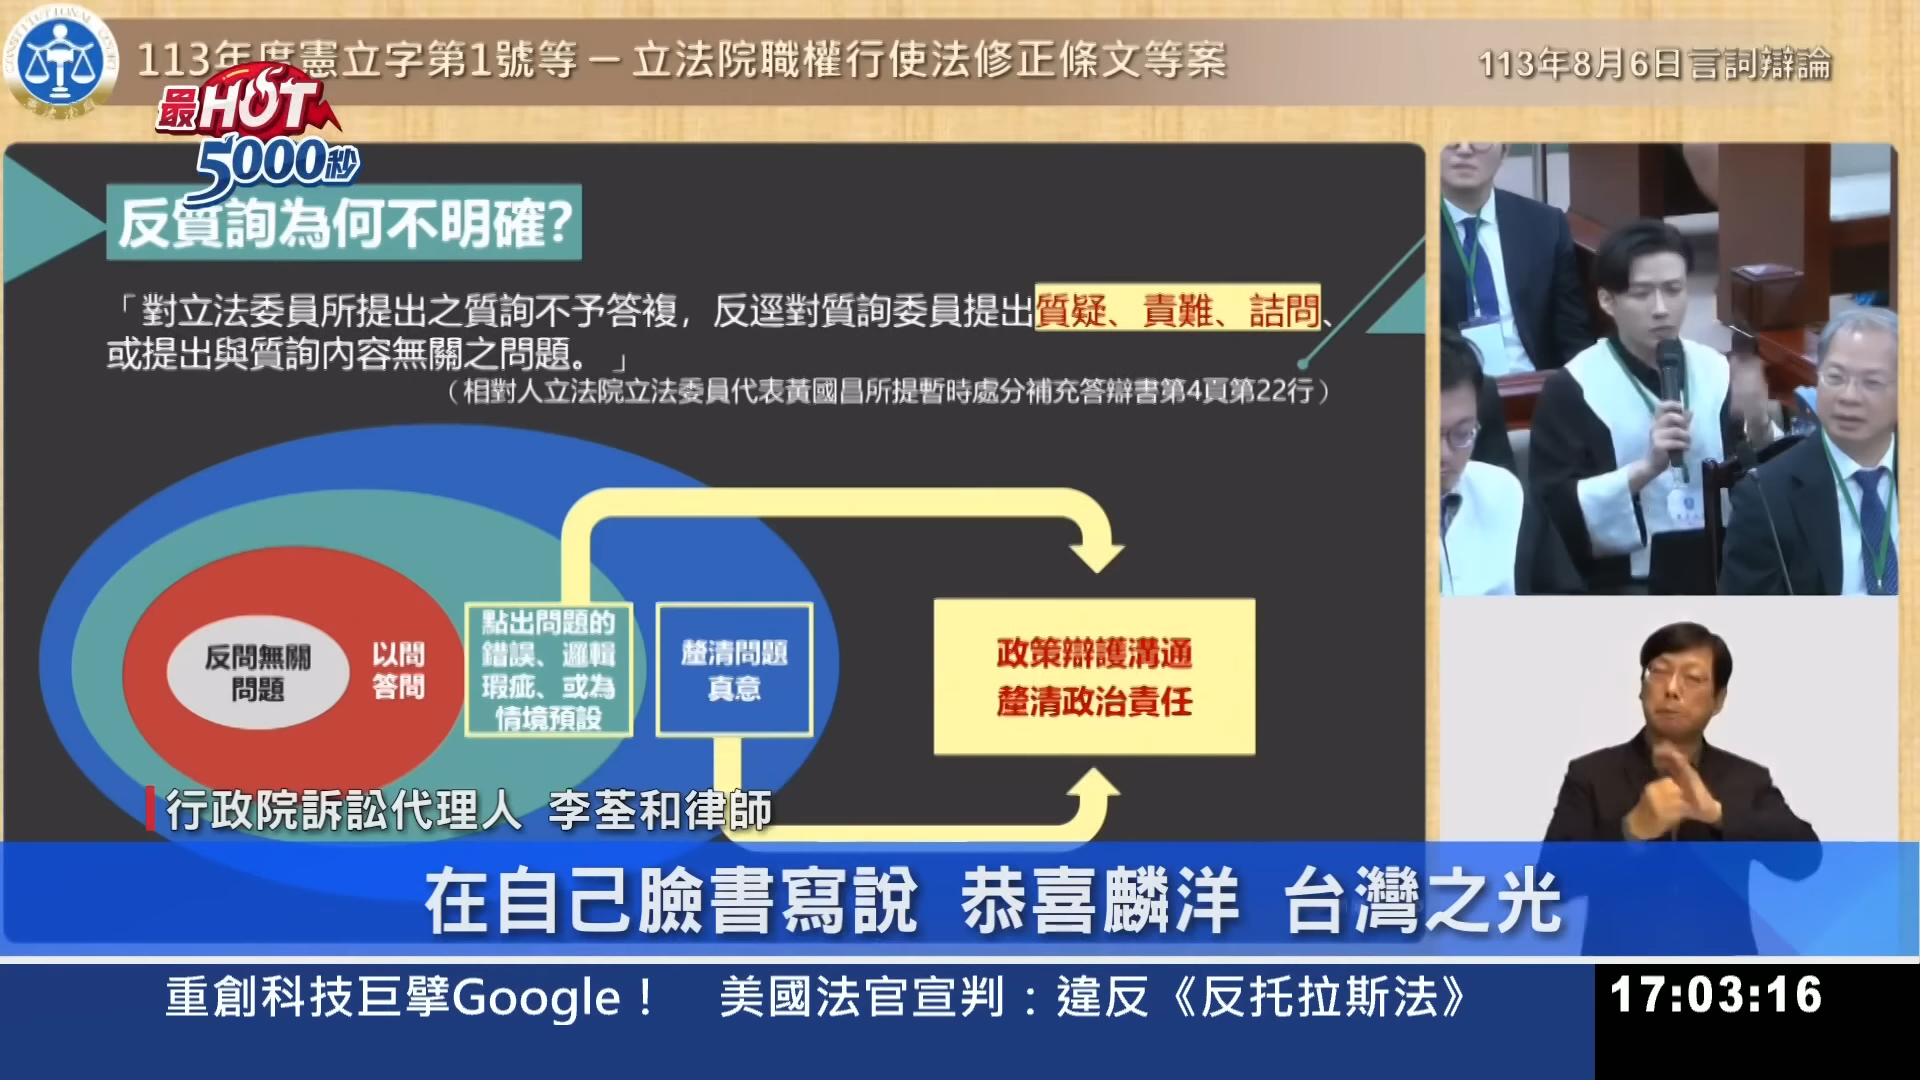 113年度憲立字第1號等－立法院職權行使法修正條文等案
113年8月6日言詞辯論
最HOT
5000秒
反質詢為何不明確?
「對立法委員所提出之質詢不予答複，反逕對質詢委員提出質疑、責難、詰問、
或提出與質詢內容無關之問題。」
（相對人立法院立法委員代表黃國昌所提暫時處分補充答辯書第4頁第22行）
反問無關
問題
以問
答問
點出問題的
錯誤、邏輯
瑕疵、或為
情境預設
釐清問題
真意
政策辯護溝通
釐清政治責任
行政院訴訟代理人 李荃和律師
在自己臉書寫說 恭喜麟洋 台灣之光
重創科技巨擘Google！ 美國法官宣判：違反《反托拉斯法》
17:03:16